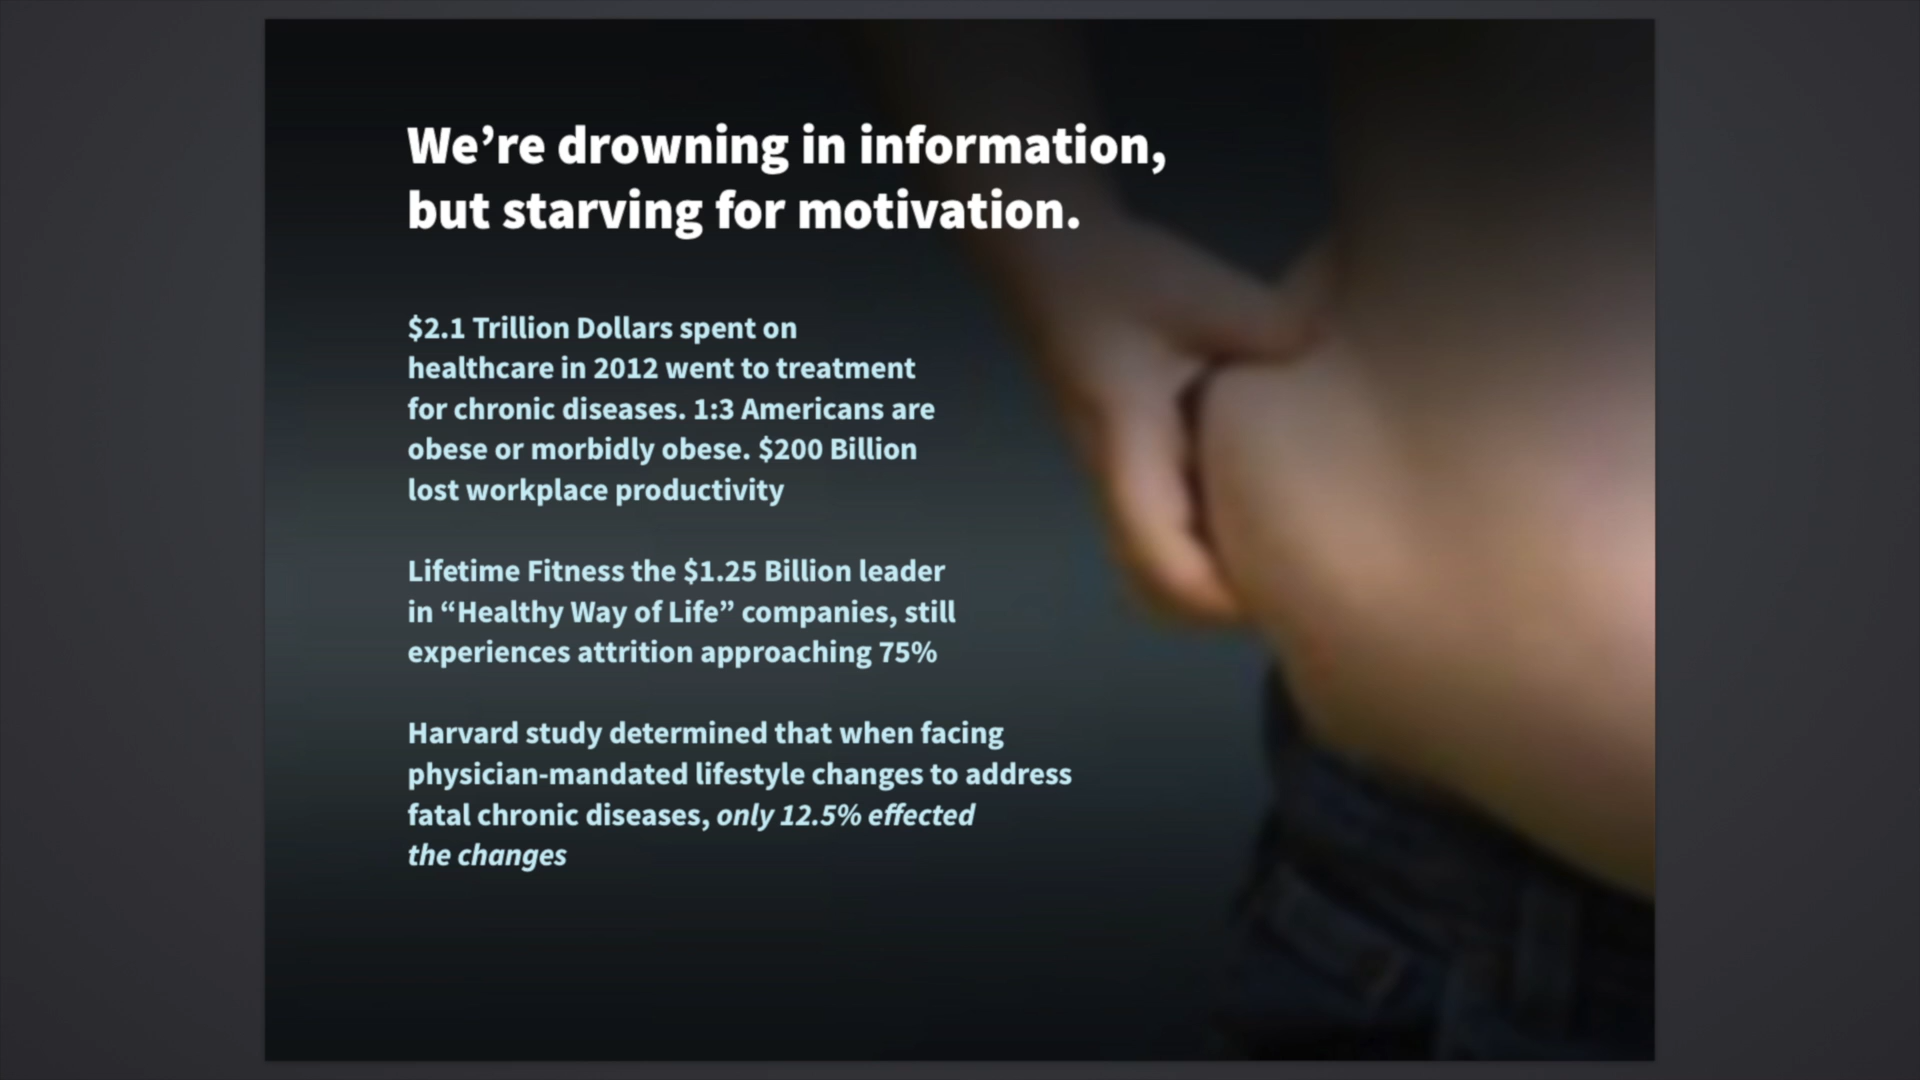 We’re drowning in information,
but starving for motivation.
$2.1 Trillion Dollars spent on
healthcare in 2012 went to treatment
for chronic diseases. 1:3 Americans are
obese or morbidly obese. $200 Billion
lost workplace productivity
Lifetime Fitness the $1.25 Billion leader
in “Healthy Way of Life” companies, still
experiences attrition approaching 75%
Harvard study determined that when facing
physician-mandated lifestyle changes to address
fatal chronic diseases, only 12.5% effected
the changes